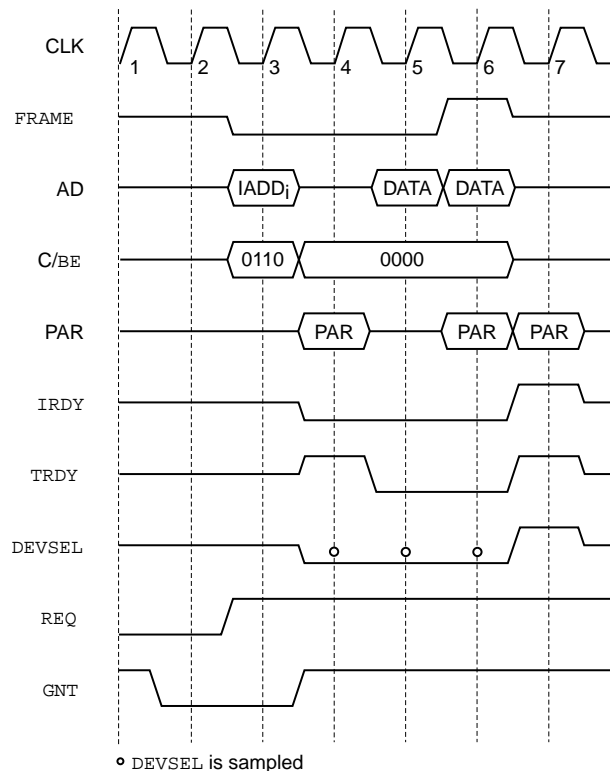 CLK
1 2 3 4 5 6 7
FRAME
AD IADDi DATA DATA
C/BE 0110 0000
PAR PAR PAR PAR
IRDY
TRDY
DEVSEL
REQ
GNT
DEVSEL is sampled